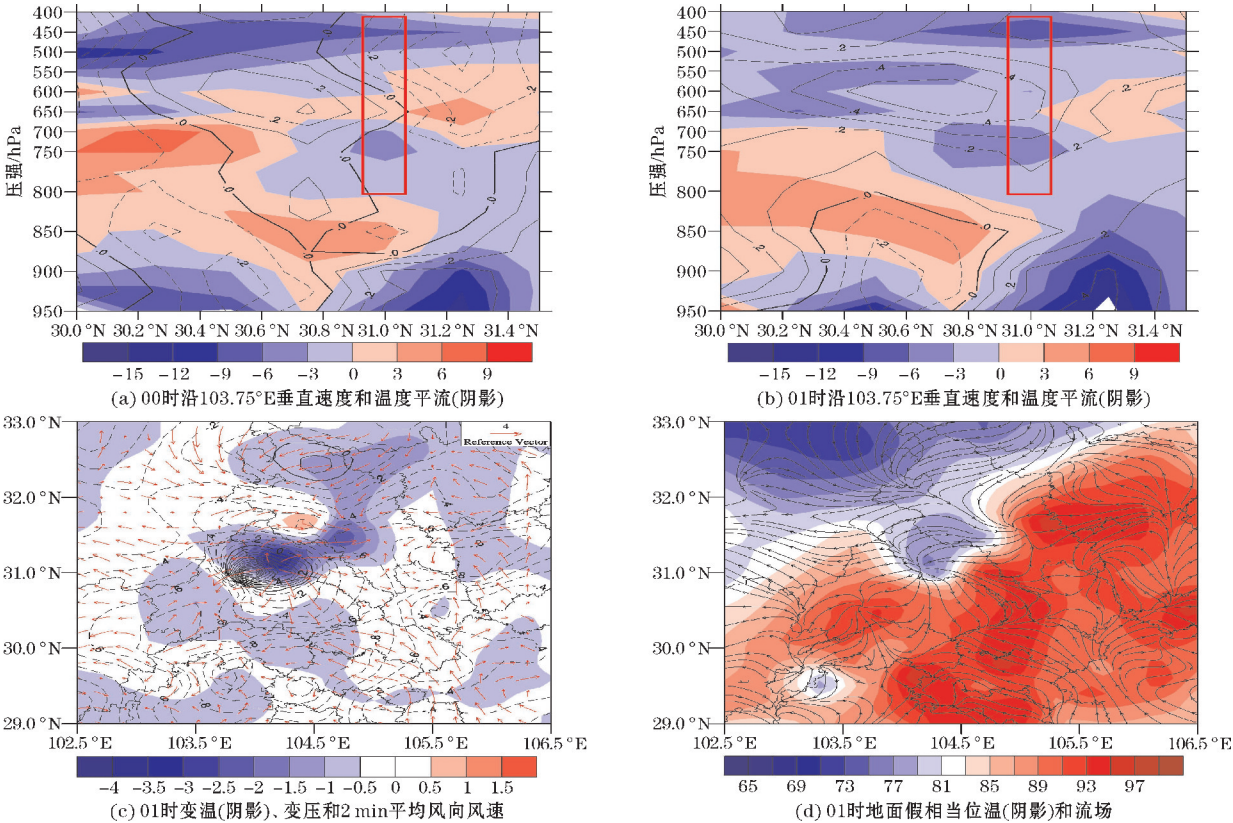 压强/hPa
400
450
500
550
600
650
700
750
800
850
900
950
30.0 °N 30.2 °N 30.4 °N 30.6 °N 30.8 °N 31.0 °N 31.2 °N 31.4 °N
-15 -12 -9 -6 -3 0 3 6 9
(a) 00时沿103.75°E垂直速度和温度平流(阴影)
压强/hPa
400
450
500
550
600
650
700
750
800
850
900
950
30.0 °N 30.2 °N 30.4 °N 30.6 °N 30.8 °N 31.0 °N 31.2 °N 31.4 °N
-15 -12 -9 -6 -3 0 3 6 9
(b) 01时沿103.75°E垂直速度和温度平流(阴影)
4
Reference Vector
33.0 °N
32.0 °N
31.0 °N
30.0 °N
29.0 °N
102.5 °E 103.5 °E 104.5 °E 105.5 °E 106.5 °E
-4 -3.5 -3 -2.5 -2 -1.5 -1 -0.5 0 0.5 1 1.5
(c) 01时变温(阴影)、变压和2 min平均风向风速
33.0 °N
32.0 °N
31.0 °N
30.0 °N
29.0 °N
102.5 °E 103.5 °E 104.5 °E 105.5 °E 106.5 °E
65 69 73 77 81 85 89 93 97
(d) 01时地面假相当位温(阴影)和流场